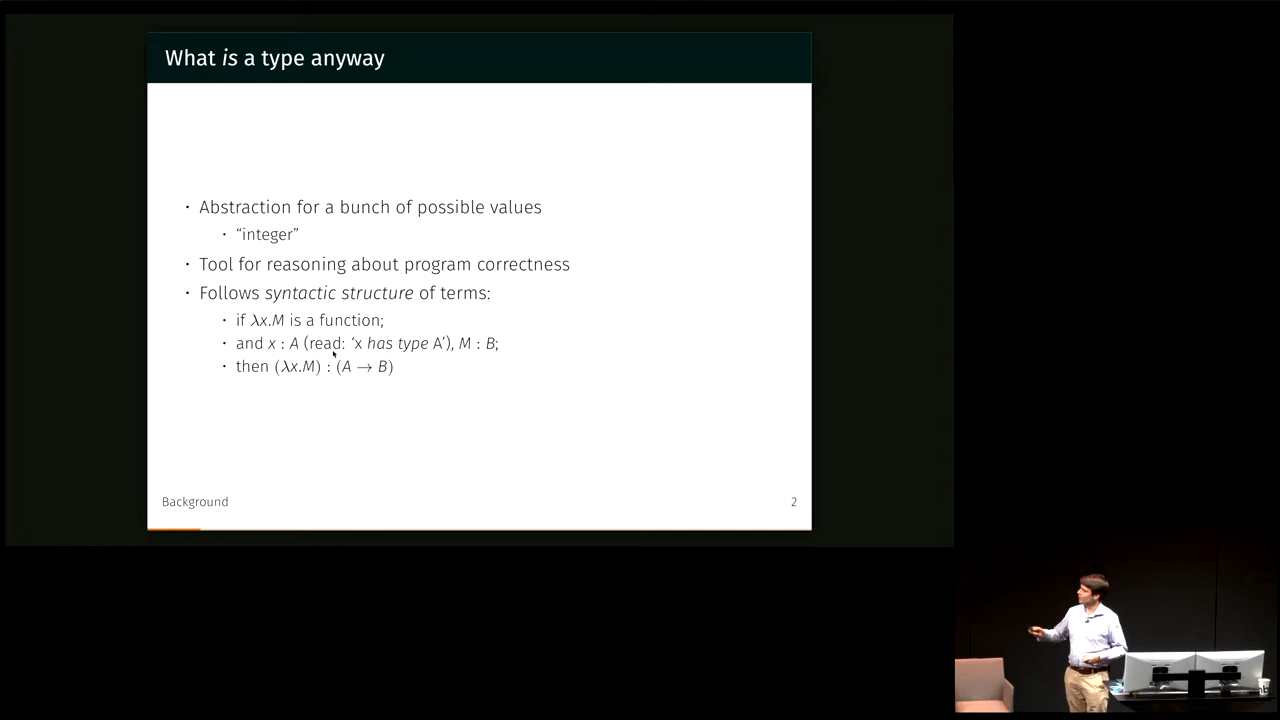 What is a type anyway
· Abstraction for a bunch of possible values
· “integer”
· Tool for reasoning about program correctness
· Follows syntactic structure of terms:
· if λx.M is a function;
· and x : A (read: ‘x has type A’), M : B;
· then (λx.M) : (A → B)
Background
2